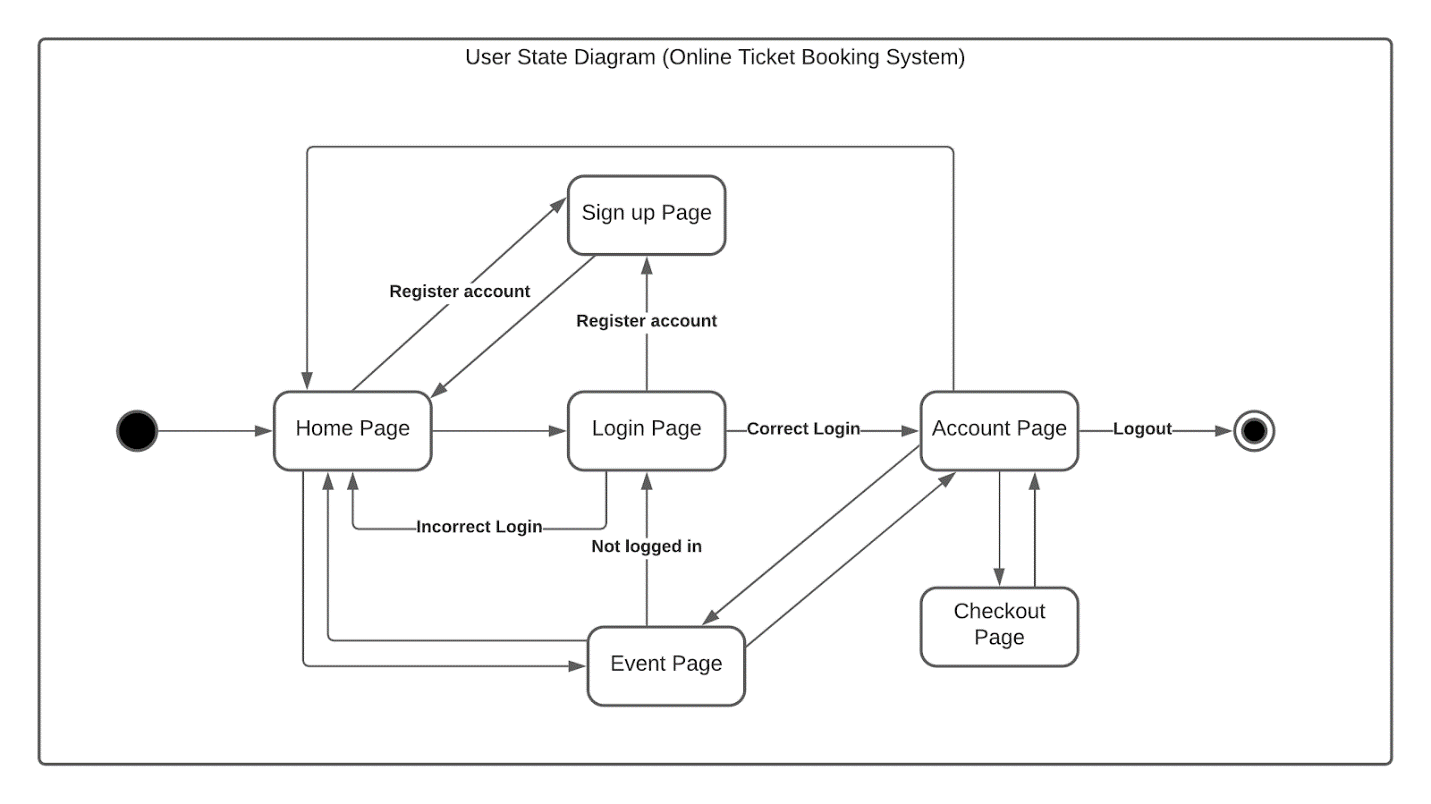 User State Diagram (Online Ticket Booking System)
Sign up Page
Register account
Register account
Home Page
Login Page
Correct Login
Account Page
Logout
Incorrect Login
Not logged in
Checkout
Page
Event Page